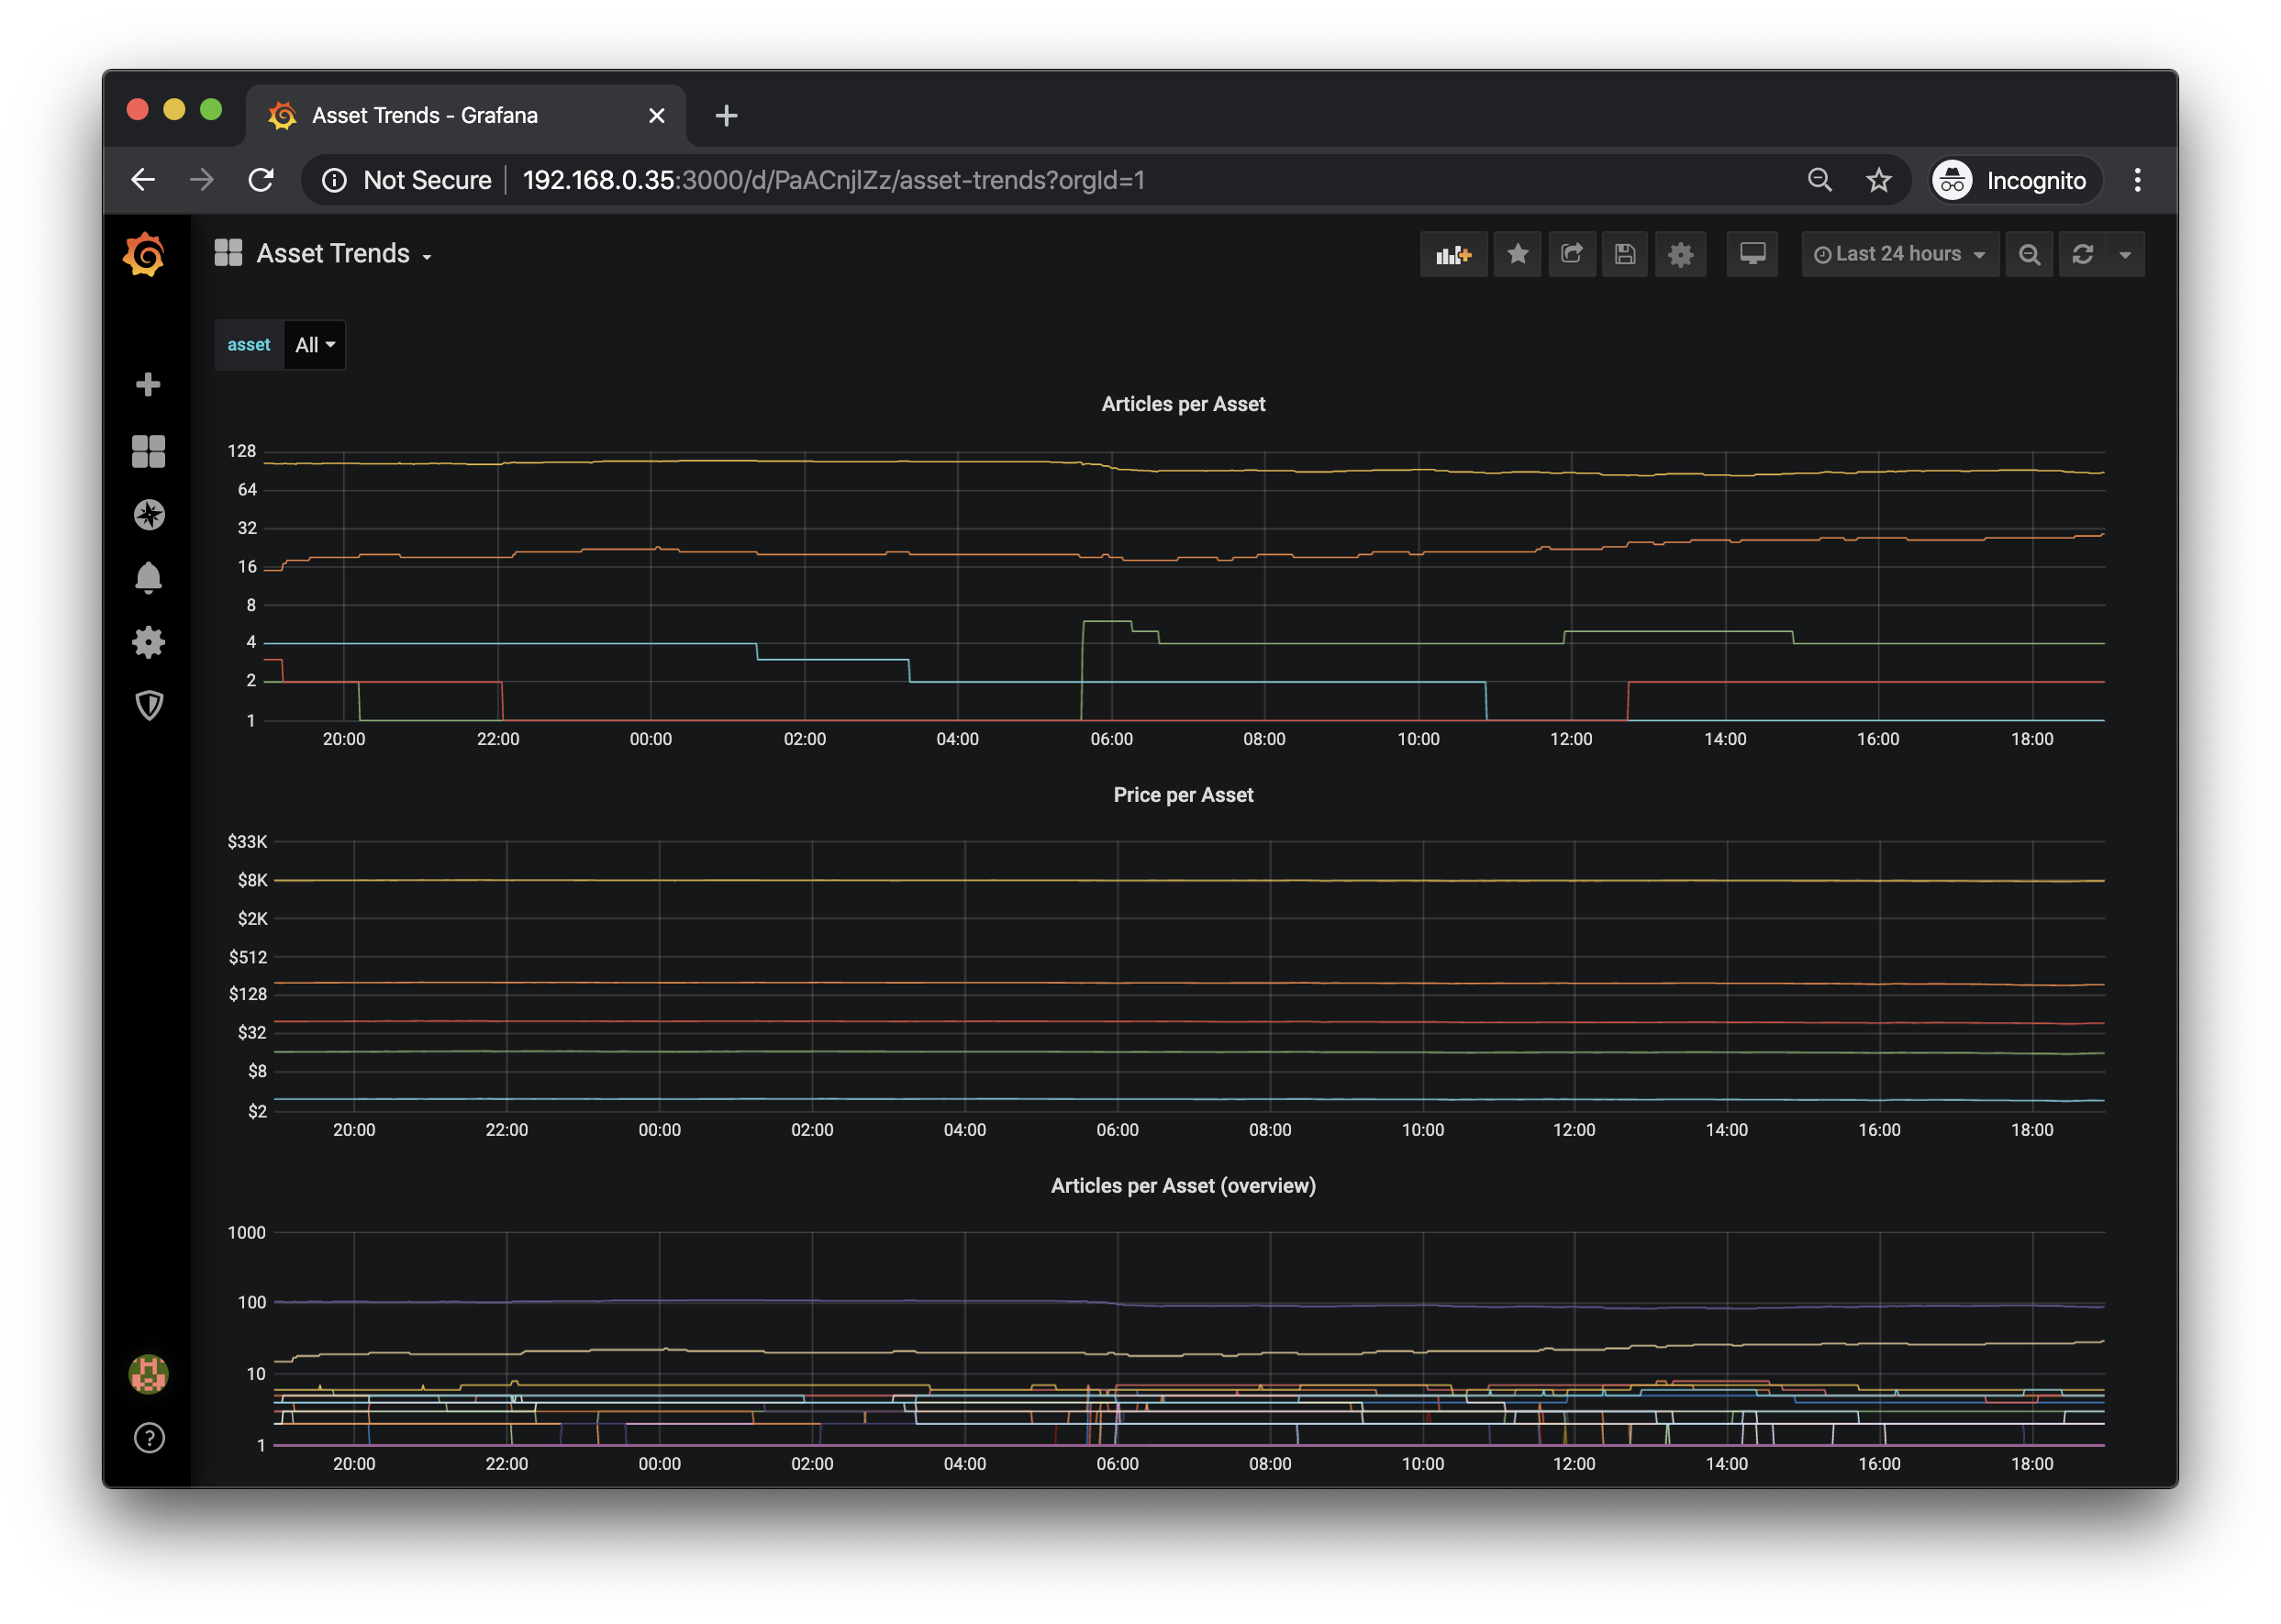 Asset Trends - Grafana
Not Secure 192.168.0.35:3000/d/PaACnjlZz/asset-trends?orgId=1 Incognito
Asset Trends Last 24 hours
asset All
Articles per Asset
128
64
32
16
8
4
2
1
20:00 22:00 00:00 02:00 04:00 06:00 08:00 10:00 12:00 14:00 16:00 18:00
Price per Asset
$33K
$8K
$2K
$512
$128
$32
$8
$2
20:00 22:00 00:00 02:00 04:00 06:00 08:00 10:00 12:00 14:00 16:00 18:00
Articles per Asset (overview)
1000
100
10
1
20:00 22:00 00:00 02:00 04:00 06:00 08:00 10:00 12:00 14:00 16:00 18:00